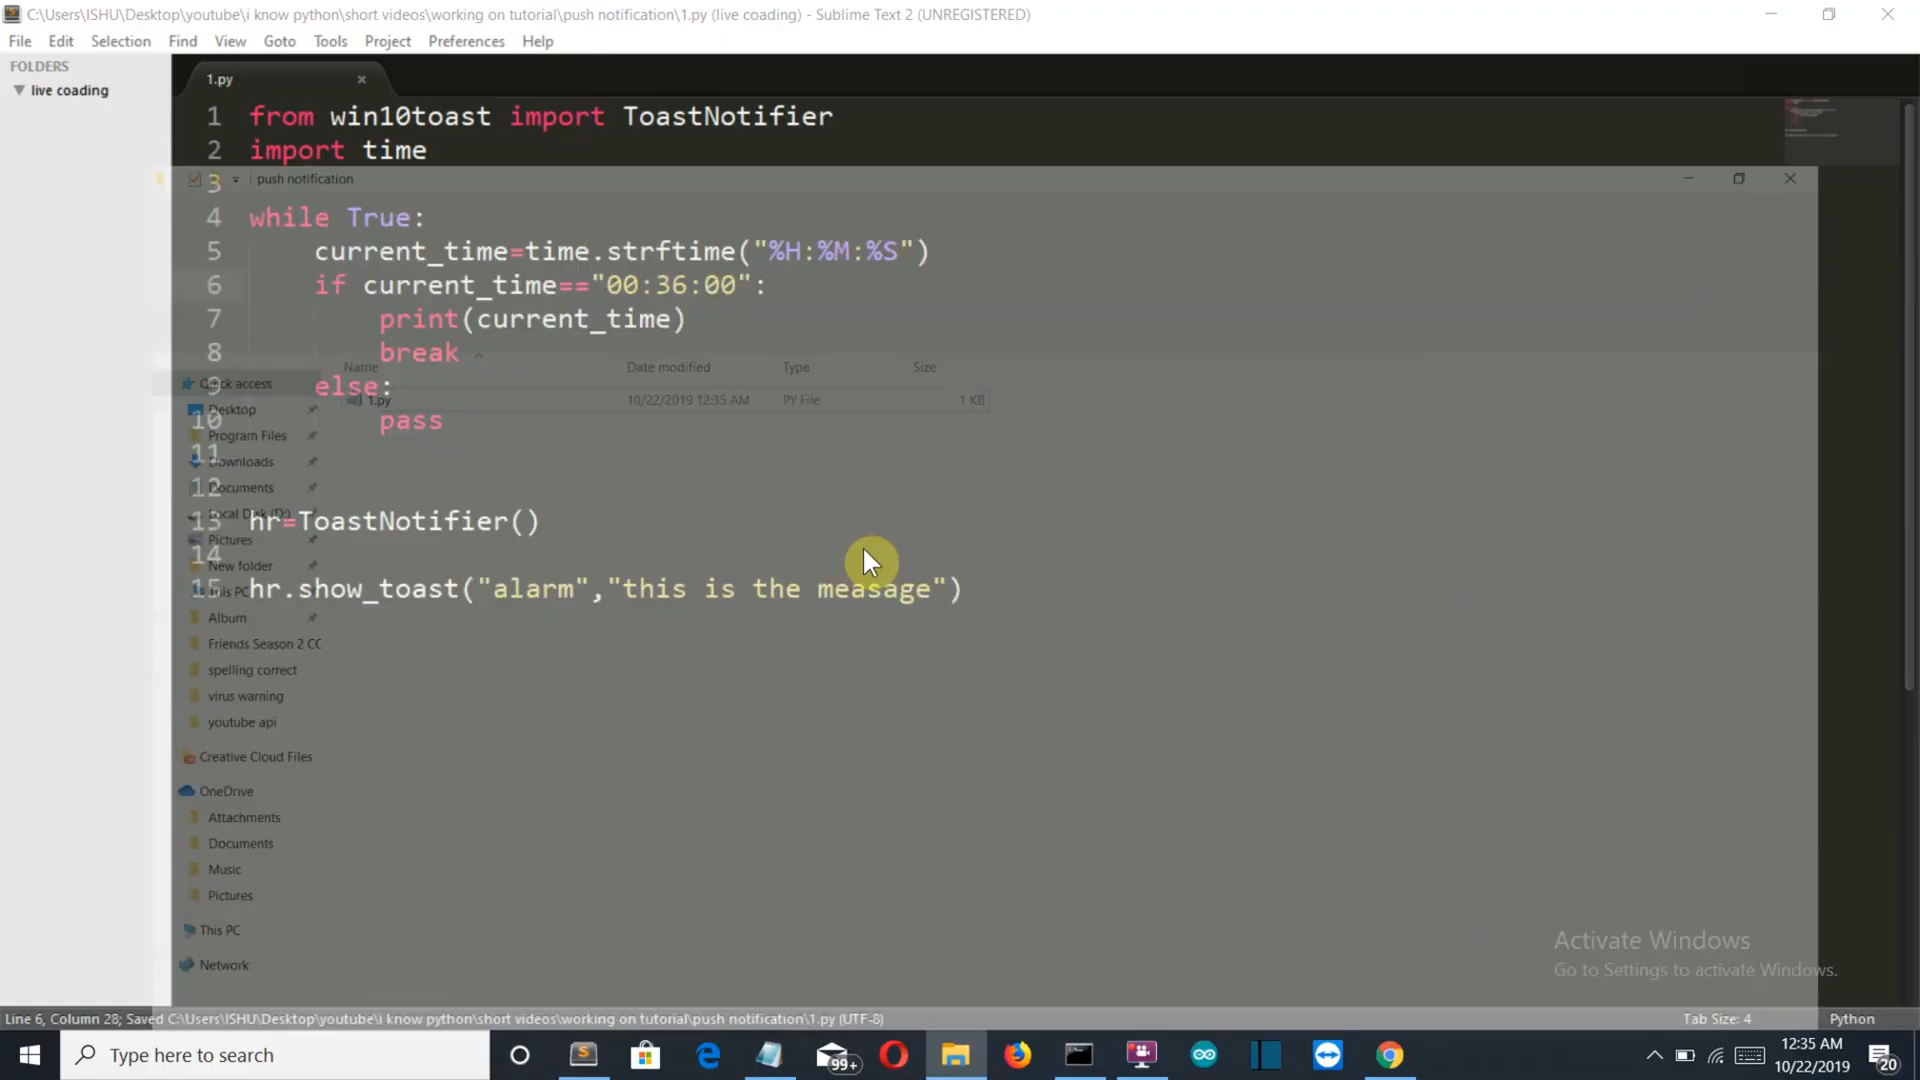 C:\Users\ISHU\Desktop\youtube\i know python\short videos\working on tutorial\push notification\1.py (live coading) - Sublime Text 2 (UNREGISTERED)
File Edit Selection Find View Goto Tools Project Preferences Help
FOLDERS
live coading
1.py
1 from win10toast import ToastNotifier
2 import time
3
push notification
4 while True:
5 current_time=time.strftime("%H:%M:%S")
6 if current_time=="00:36:00":
7 print(current_time)
8 break
Name Date modified Type Size
9 else:
Quick access
1.py 10/22/2019 12:35 AM PY File 1 KB
Desktop
10 pass
Program Files
11
Downloads
12
Documents
Local Disk (D:)
13 hr=ToastNotifier()
Pictures
14
New folder
15 hr.show_toast("alarm","this is the measage")
This PC
Album
Friends Season 2 CC
spelling correct
virus warning
youtube api
Creative Cloud Files
OneDrive
Attachments
Documents
Music
Pictures
This PC
Network
Activate Windows
Go to Settings to activate Windows.
Line 6, Column 28; Saved C:\Users\ISHU\Desktop\youtube\i know python\short videos\working on tutorial\push notification\1.py (UTF-8)
Tab Size: 4 Python
Type here to search
99+
12:35 AM
10/22/2019
20